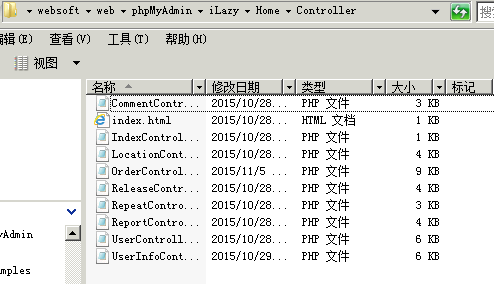 ▸ websoft ▸ web ▸ phpMyAdmin ▸ iLazy ▸ Home ▸ Controller
搜索
编辑(E) 查看(V) 工具(T) 帮助(H)
视图
名称 修改日期 类型 大小 标记
CommentContr... 2015/10/28... PHP 文件 3 KB
index.html 2015/10/28... HTML 文档 1 KB
IndexControl... 2015/10/28... PHP 文件 1 KB
LocationCont... 2015/10/28... PHP 文件 4 KB
OrderControl... 2015/11/5 ... PHP 文件 9 KB
ReleaseContr... 2015/10/28... PHP 文件 4 KB
RepeatContro... 2015/10/28... PHP 文件 3 KB
ReportContro... 2015/10/28... PHP 文件 4 KB
UserControll... 2015/10/28... PHP 文件 6 KB
UserInfoCont... 2015/10/29... PHP 文件 6 KB
yAdmin
mples